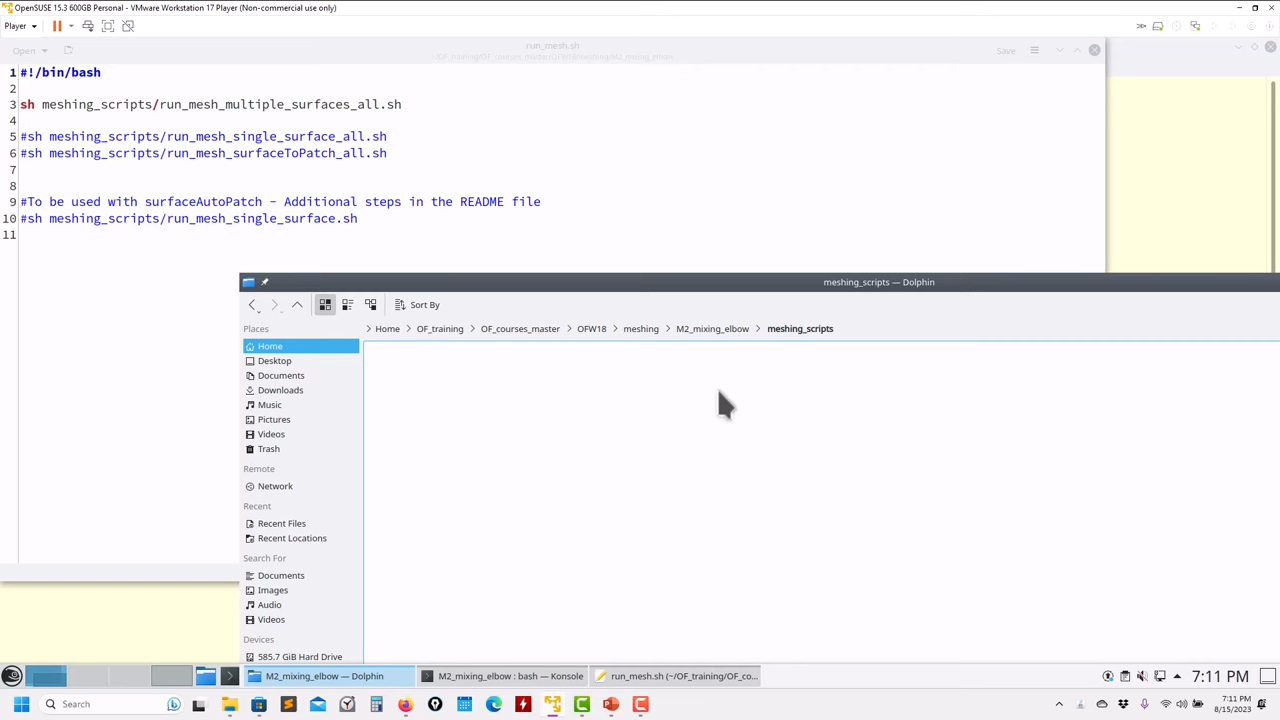 OpenSUSE 15.3 600GB Personal - VMware Workstation 17 Player (Non-commercial use only)
Player
Open
run_mesh.sh
Save
1 #!/bin/bash
2
3 sh meshing_scripts/run_mesh_multiple_surfaces_all.sh
4
5 #sh meshing_scripts/run_mesh_single_surface_all.sh
6 #sh meshing_scripts/run_mesh_surfaceToPatch_all.sh
7
8
9 #To be used with surfaceAutoPatch - Additional steps in the README file
10 #sh meshing_scripts/run_mesh_single_surface.sh
11
meshing_scripts — Dolphin
Sort By
Places
Home > OF_training > OF_courses_master > OFW18 > meshing > M2_mixing_elbow > meshing_scripts
Home
Desktop
Documents
Downloads
Music
Pictures
Videos
Trash
Remote
Network
Recent
Recent Files
Recent Locations
Search For
Documents
Images
Audio
Videos
Devices
585.7 GiB Hard Drive
M2_mixing_elbow — Dolphin
M2_mixing_elbow : bash — Konsole
run_mesh.sh (~/OF_training/OF_co...
7:11 PM
Search
7:11 PM
8/15/2023